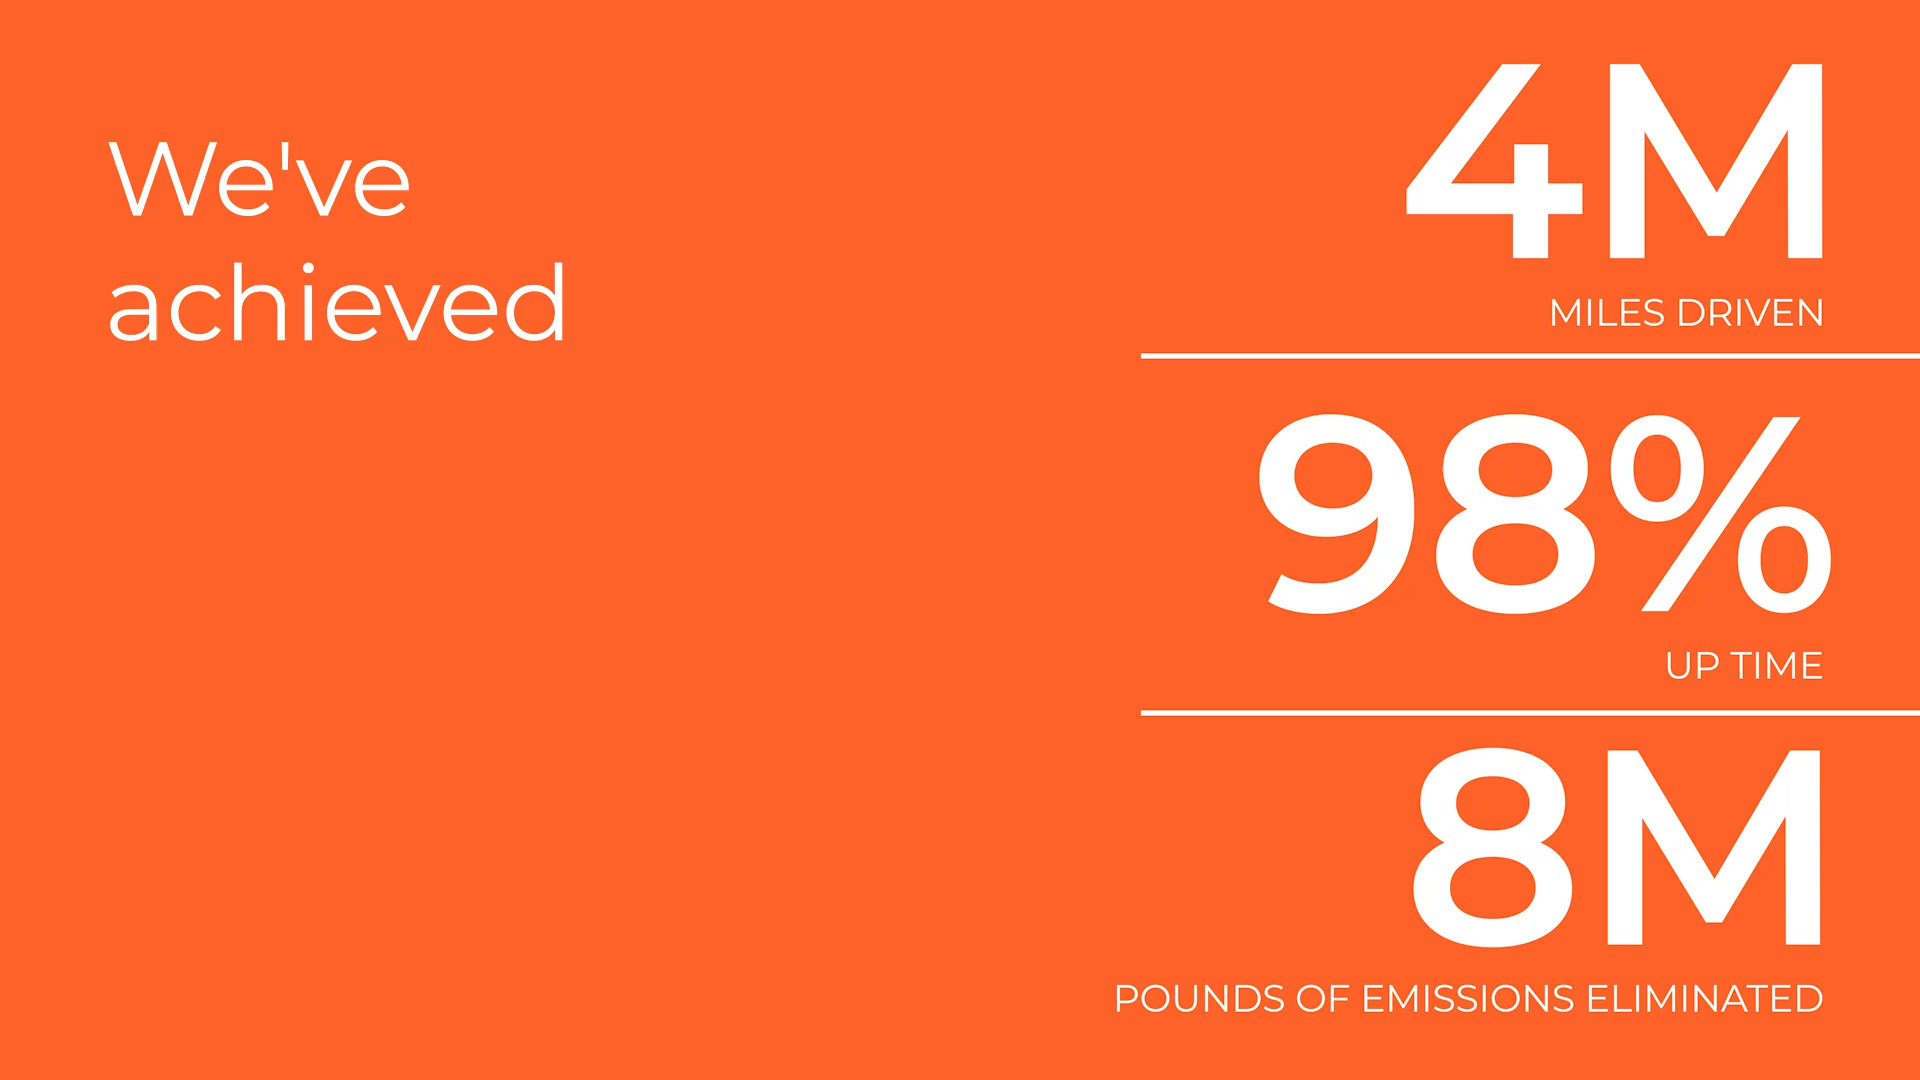 We've
achieved
4M
MILES DRIVEN
98%
UP TIME
8M
POUNDS OF EMISSIONS ELIMINATED